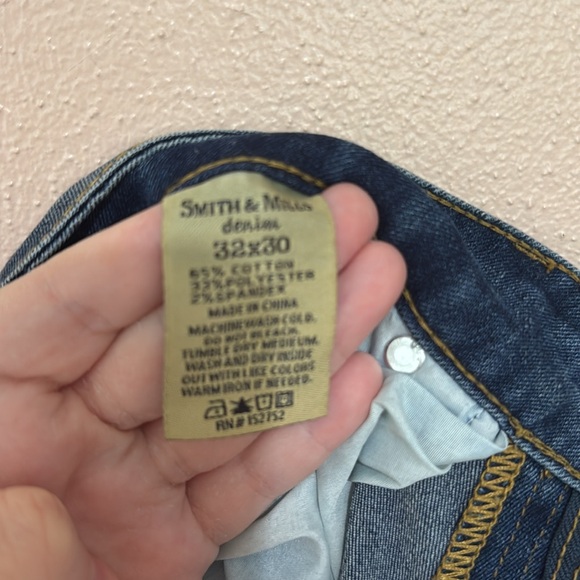 SMITH & MILLS
denim
32x30
65% COTTON
33%POLYESTER
2%SPANDEX
MADE IN CHINA
MACHINE WASH COLD.
DO NOT BLEACH.
TUMBLE DRY MEDIUM.
WASH AND DRY INSIDE
OUT WITH LIKE COLORS
WARM IRON IF NEEDED.
RN# 152752